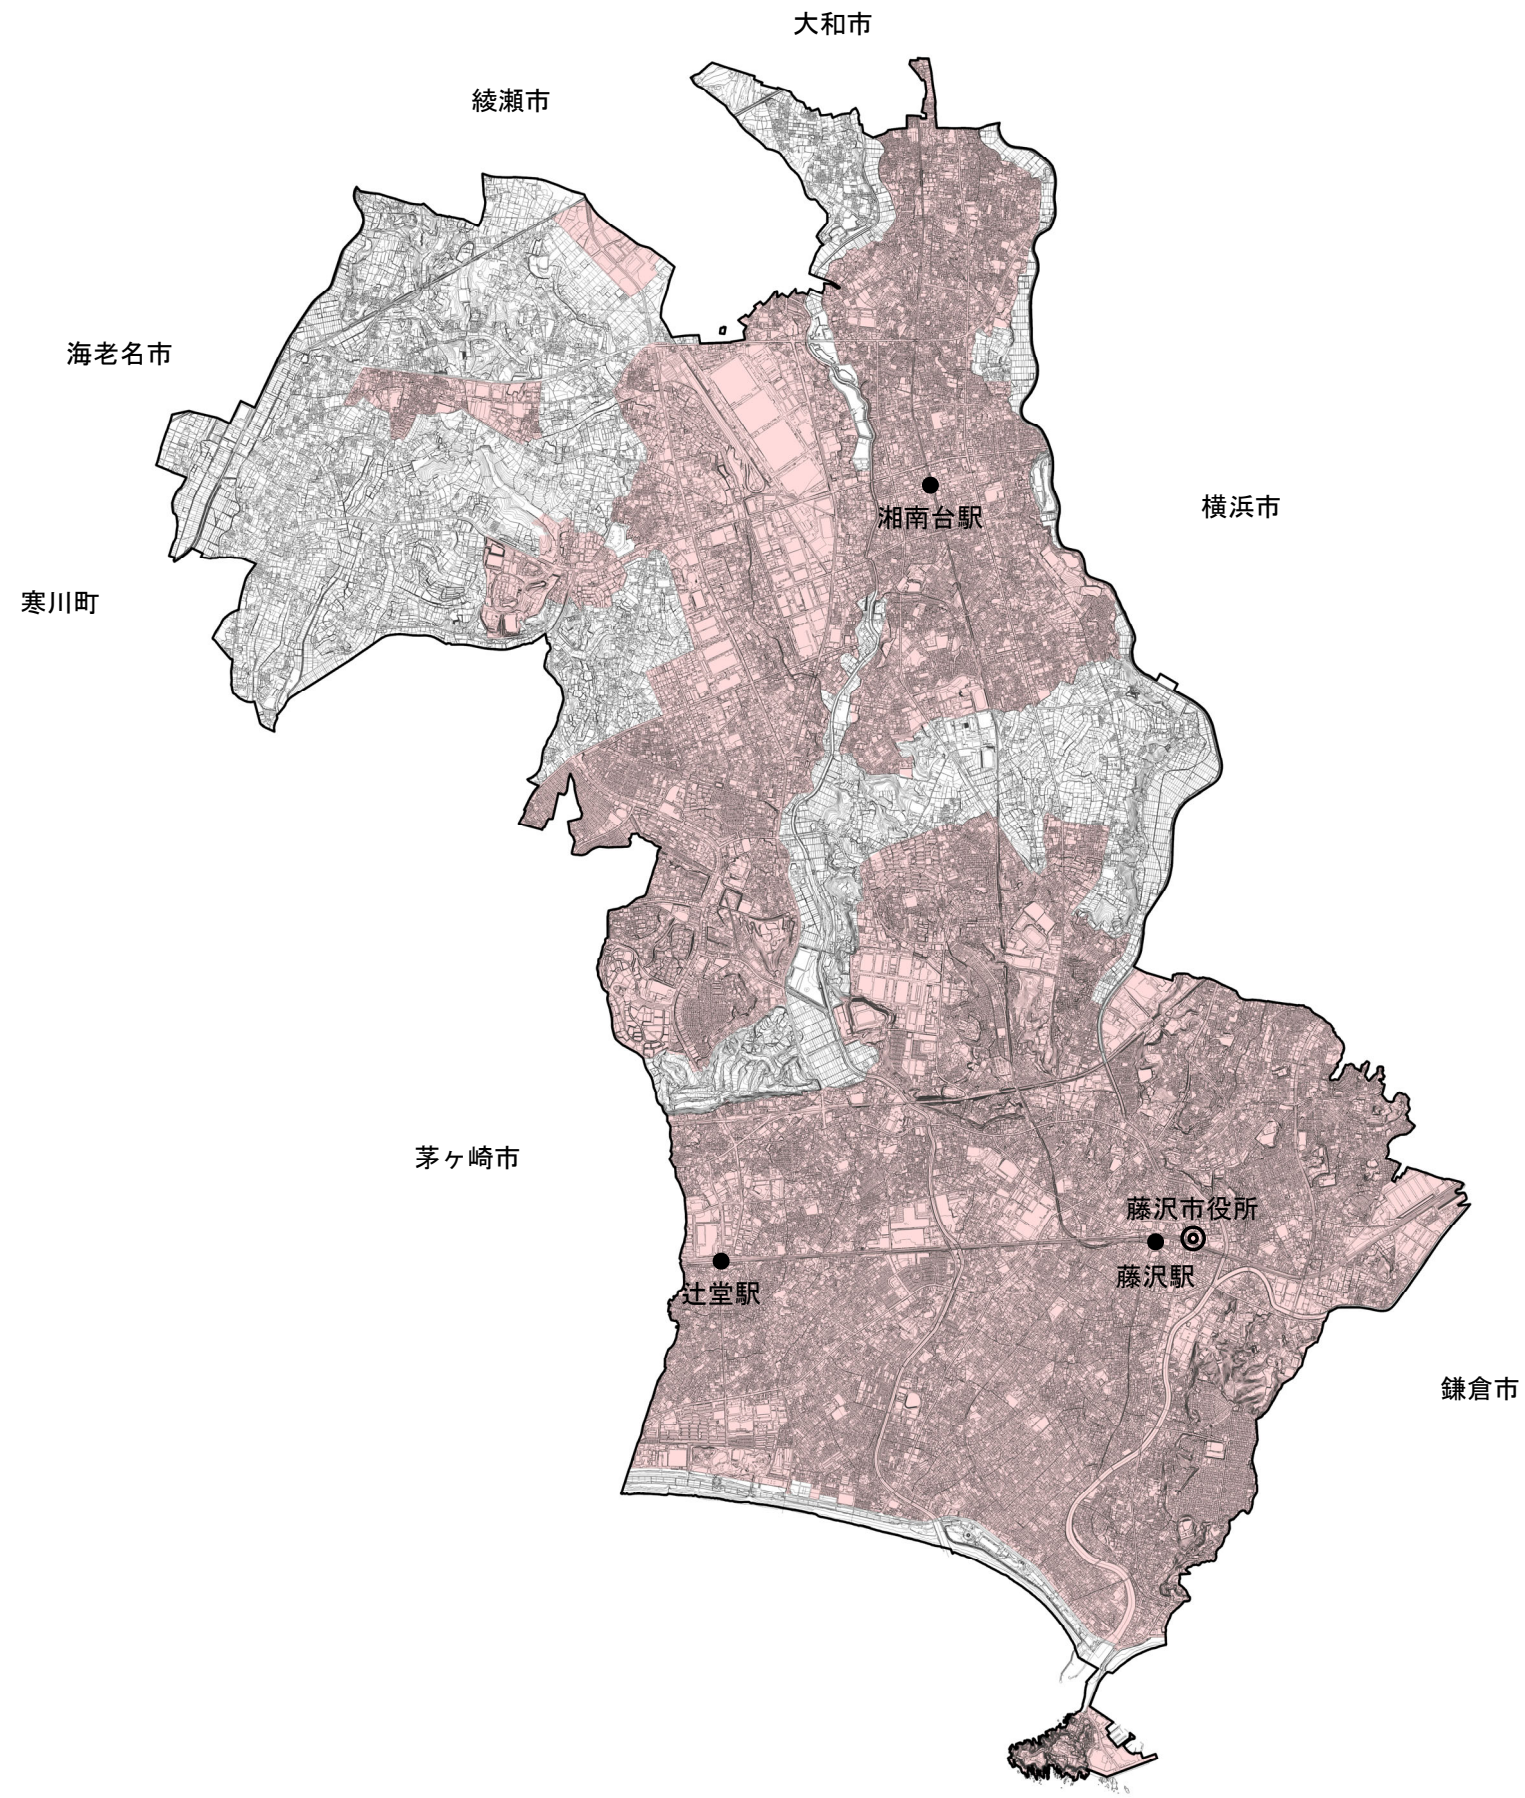 大和市
綾瀬市
海老名市
湘南台駅
横浜市
寒川町
茅ヶ崎市
藤沢市役所
藤沢駅
辻堂駅
鎌倉市